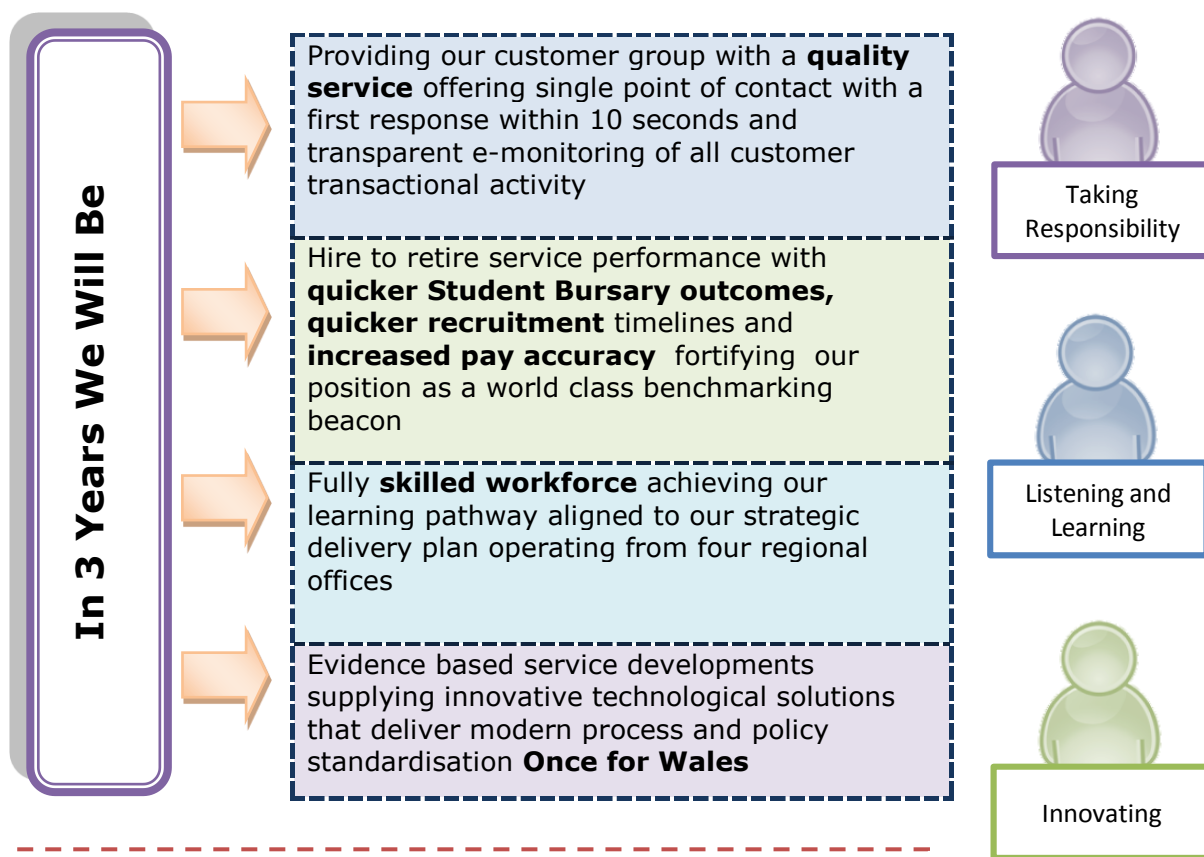 In 3 Years We Will Be
Providing our customer group with a quality
service offering single point of contact with a
first response within 10 seconds and
transparent e-monitoring of all customer
transactional activity
Hire to retire service performance with
quicker Student Bursary outcomes,
quicker recruitment timelines and
increased pay accuracy fortifying our
position as a world class benchmarking
beacon
Fully skilled workforce achieving our
learning pathway aligned to our strategic
delivery plan operating from four regional
offices
Evidence based service developments
supplying innovative technological solutions
that deliver modern process and policy
standardisation Once for Wales
Taking
Responsibility
Listening and
Learning
Innovating